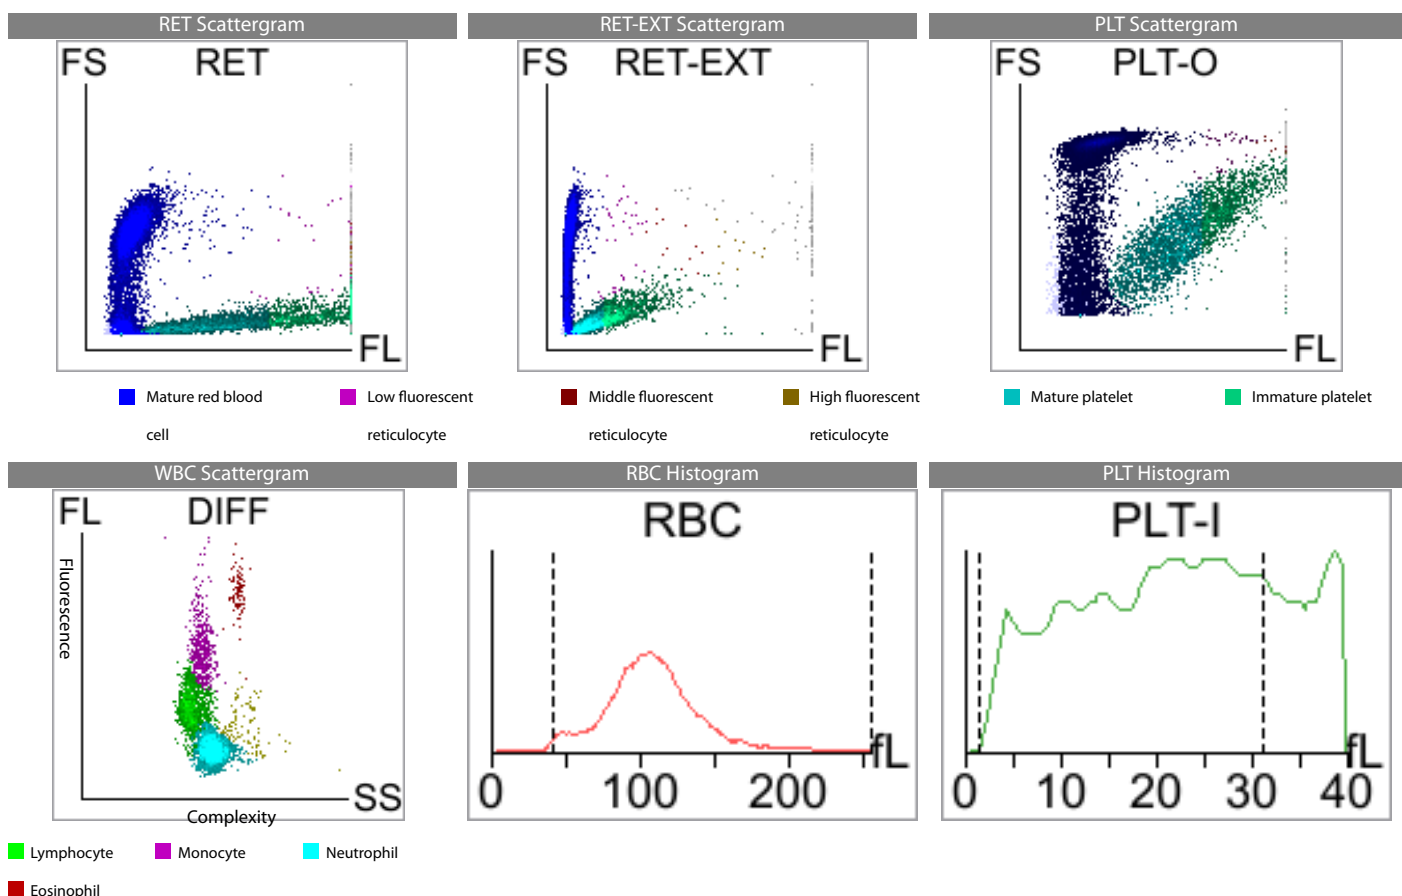 RET Scattergram
RET-EXT Scattergram
PLT Scattergram
FS RET
FL
FS RET-EXT
FL
FS PLT-O
FL
Mature red blood
cell
Low fluorescent
reticulocyte
Middle fluorescent
reticulocyte
High fluorescent
reticulocyte
Mature platelet
Immature platelet
WBC Scattergram
RBC Histogram
PLT Histogram
FL DIFF
Fluorescence
SS
Complexity
RBC
fL
0 100 200
PLT-I
fL
0 10 20 30 40
Lymphocyte
Monocyte
Neutrophil
Eosinophil